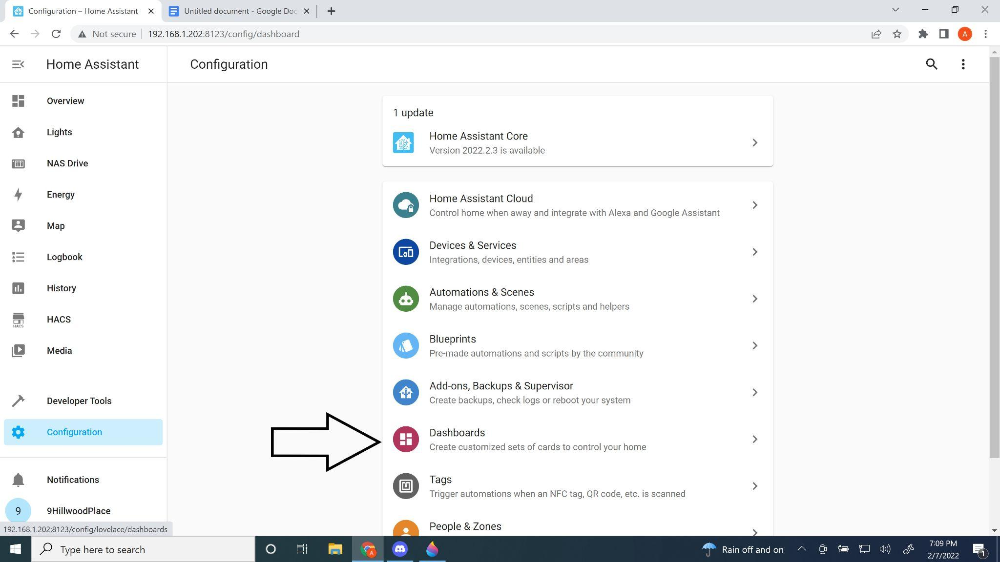 Configuration – Home Assistant
Untitled document - Google Doc
Not secure
192.168.1.202:8123/config/dashboard
A
Home Assistant
Configuration
Overview
Lights
NAS Drive
Energy
Map
Logbook
History
HACS
HACS
Media
Developer Tools
Configuration
Notifications
9
9HillwoodPlace
192.168.1.202:8123/config/lovelace/dashboards
1 update
Home Assistant Core
Version 2022.2.3 is available
Home Assistant Cloud
Control home when away and integrate with Alexa and Google Assistant
Devices & Services
Integrations, devices, entities and areas
Automations & Scenes
Manage automations, scenes, scripts and helpers
Blueprints
Pre-made automations and scripts by the community
Add-ons, Backups & Supervisor
Create backups, check logs or reboot your system
Dashboards
Create customized sets of cards to control your home
Tags
Trigger automations when an NFC tag, QR code, etc. is scanned
People & Zones
Type here to search
A
Rain off and on
7:09 PM
2/7/2022
1